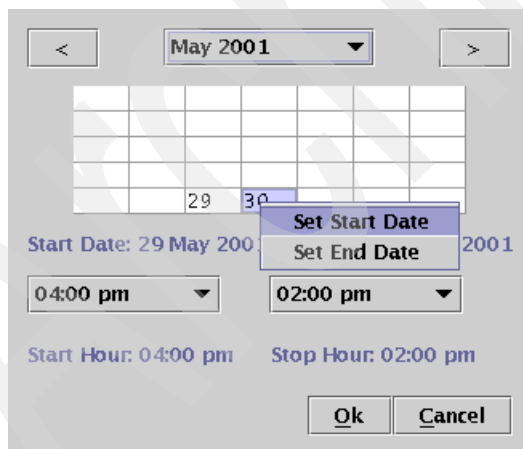 < May 2001 >
29 30
Set Start Date
Start Date: 29 May 200 2001
Set End Date
04:00 pm 02:00 pm
Start Hour: 04:00 pm Stop Hour: 02:00 pm
Ok Cancel